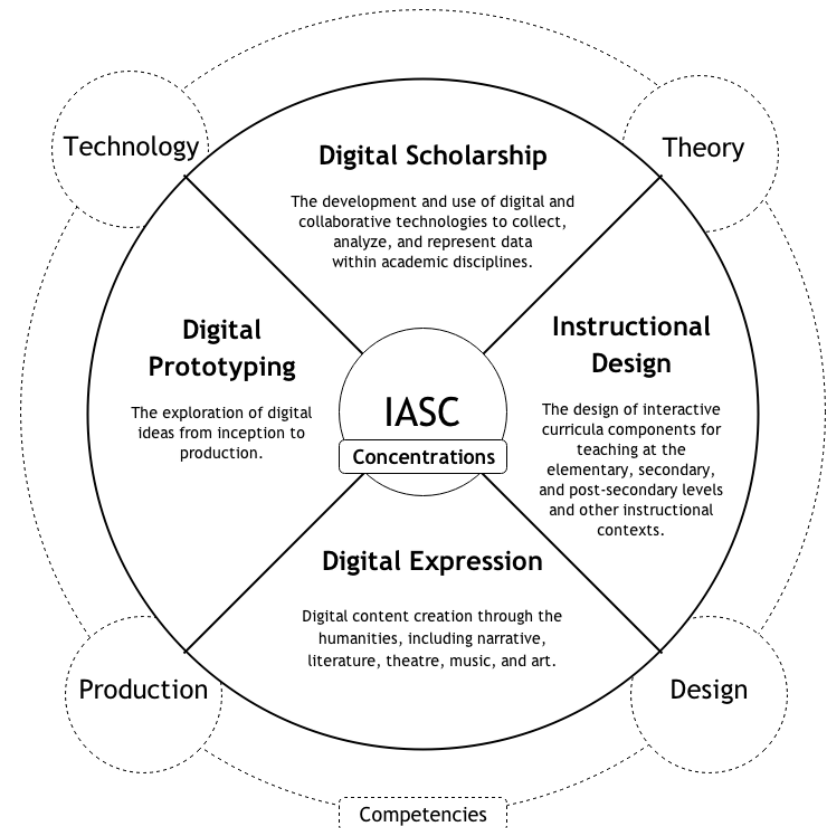 Technology
Theory
Digital Scholarship
The development and use of digital and
collaborative technologies to collect,
analyze, and represent data
within academic disciplines.
Digital
Prototyping
The exploration of digital
ideas from inception to
production.
IASC
Concentrations
Instructional
Design
The design of interactive
curricula components for
teaching at the
elementary, secondary,
and post-secondary levels
and other instructional
contexts.
Digital Expression
Digital content creation through the
humanities, including narrative,
literature, theatre, music, and art.
Production
Design
Competencies